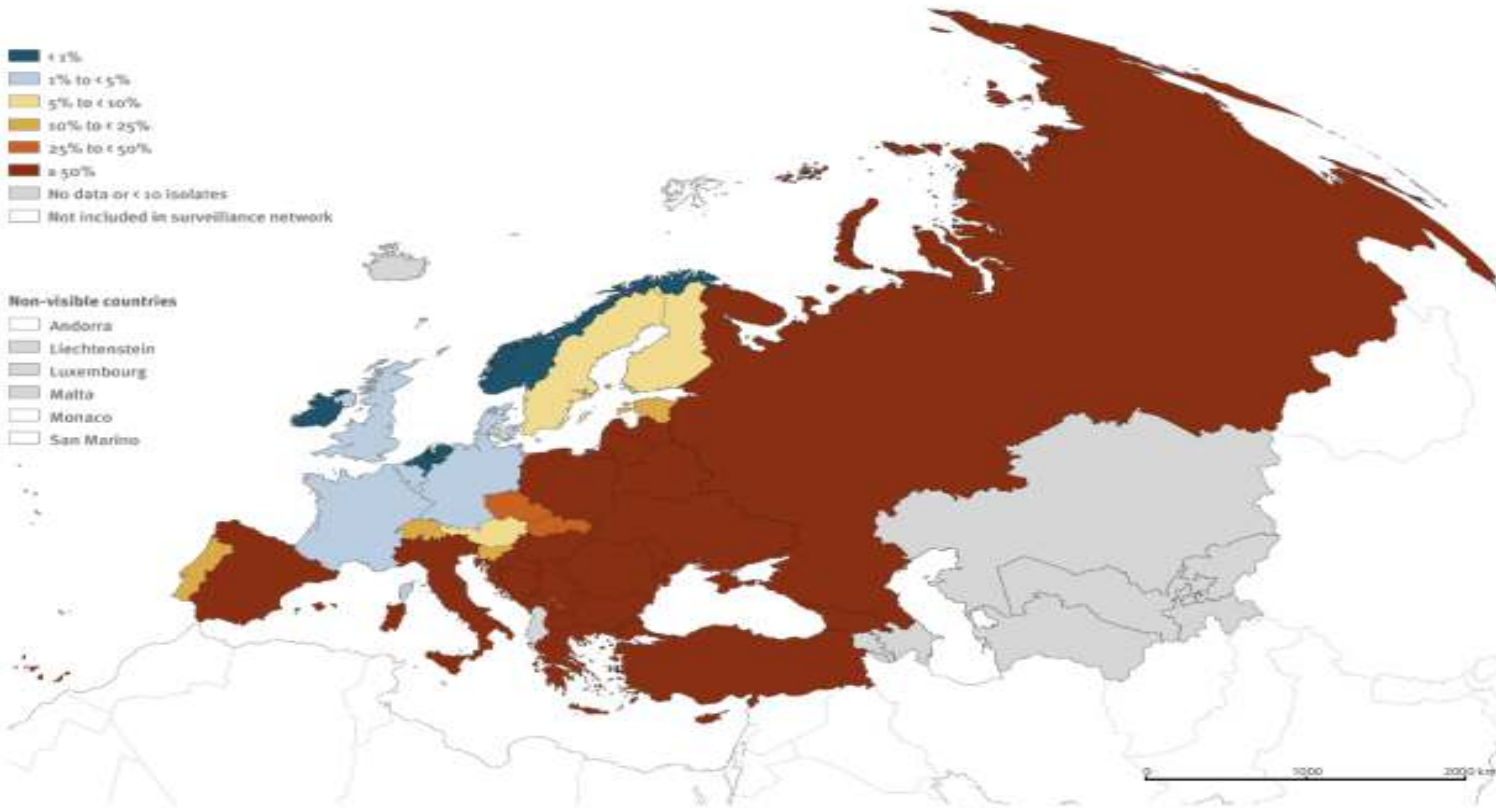 < 1%
1% to < 5%
5% to < 10%
10% to < 25%
25% to < 50%
≥ 50%
No data or < 10 isolates
Not included in surveillance network
Non-visible countries
Andorra
Liechtenstein
Luxembourg
Malta
Monaco
San Marino
0 1000 2000 km